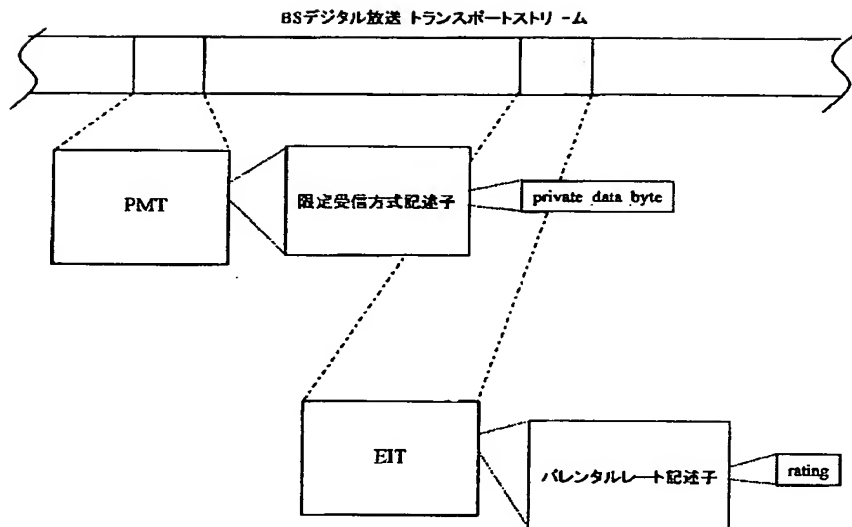 BSデジタル放送 トランスポートストリ -ム
PMT
限定受信方式記述子
private data byte
EIT
パレンタルレート記述子
rating